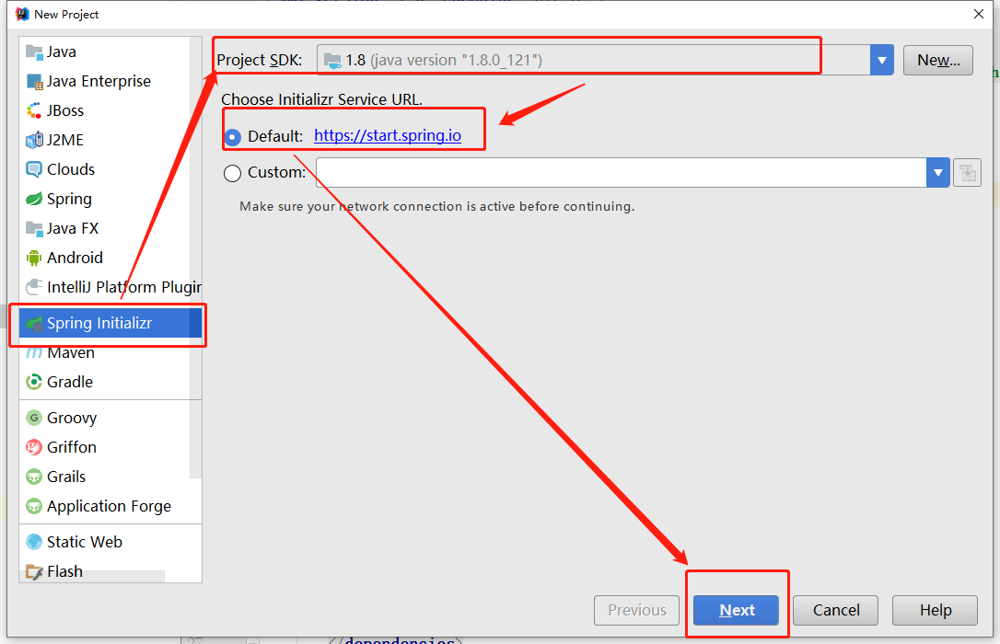 New Project
Java
Java Enterprise
JBoss
J2ME
Clouds
Spring
Java FX
Android
IntelliJ Platform Plugin
Spring Initializr
Maven
Gradle
Groovy
Griffon
Grails
Application Forge
Static Web
Flash
Project SDK: 1.8 (java version "1.8.0_121") New...
Choose Initializr Service URL.
Default: https://start.spring.io
Custom:
Make sure your network connection is active before continuing.
Previous Next Cancel Help
27 </dependencies>